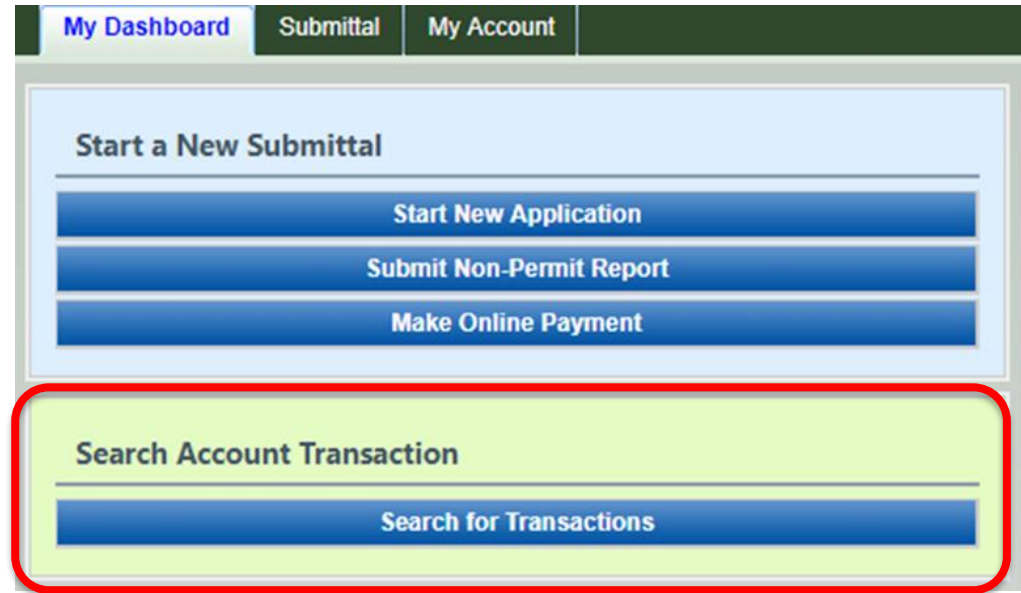 My Dashboard Submittal My Account
Start a New Submittal
Start New Application
Submit Non-Permit Report
Make Online Payment
Search Account Transaction
Search for Transactions